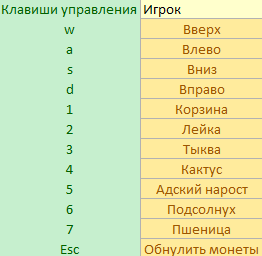 Клавиши управления Игрок
w Вверх
a Влево
s Вниз
d Вправо
1 Корзина
2 Лейка
3 Тыква
4 Кактус
5 Адский нарост
6 Подсолнух
7 Пшеница
Esc Обнулить монеты